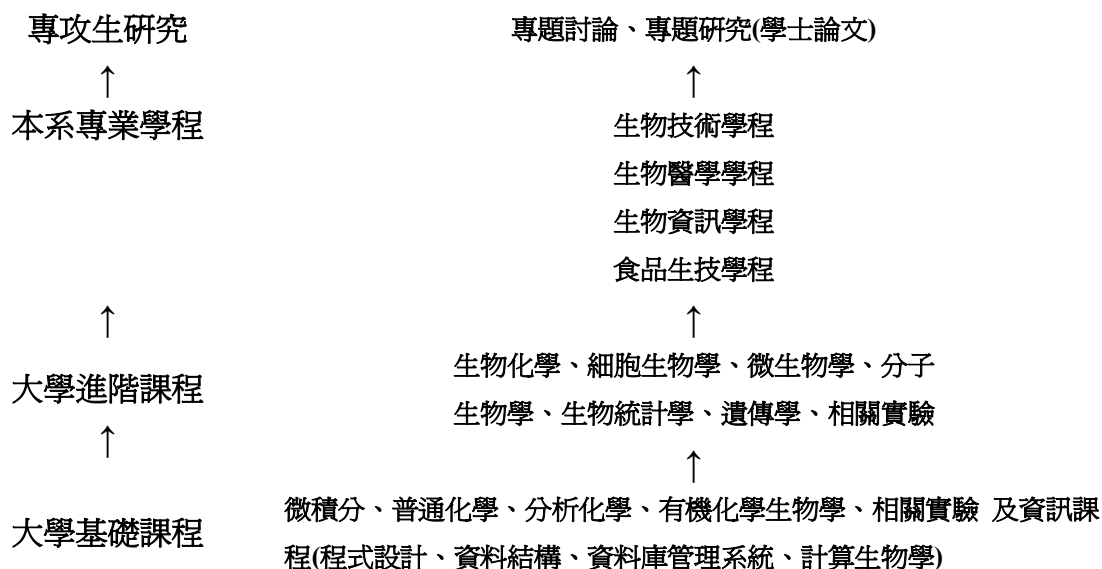 專攻生研究
專題討論、專題研究(學士論文)
↑
↑
本系專業學程
生物技術學程
生物醫學學程
生物資訊學程
食品生技學程
↑
↑
大學進階課程
生物化學、細胞生物學、微生物學、分子
生物學、生物統計學、遺傳學、相關實驗
↑
↑
大學基礎課程
微積分、普通化學、分析化學、有機化學生物學、相關實驗 及資訊課
程(程式設計、資料結構、資料庫管理系統、計算生物學)